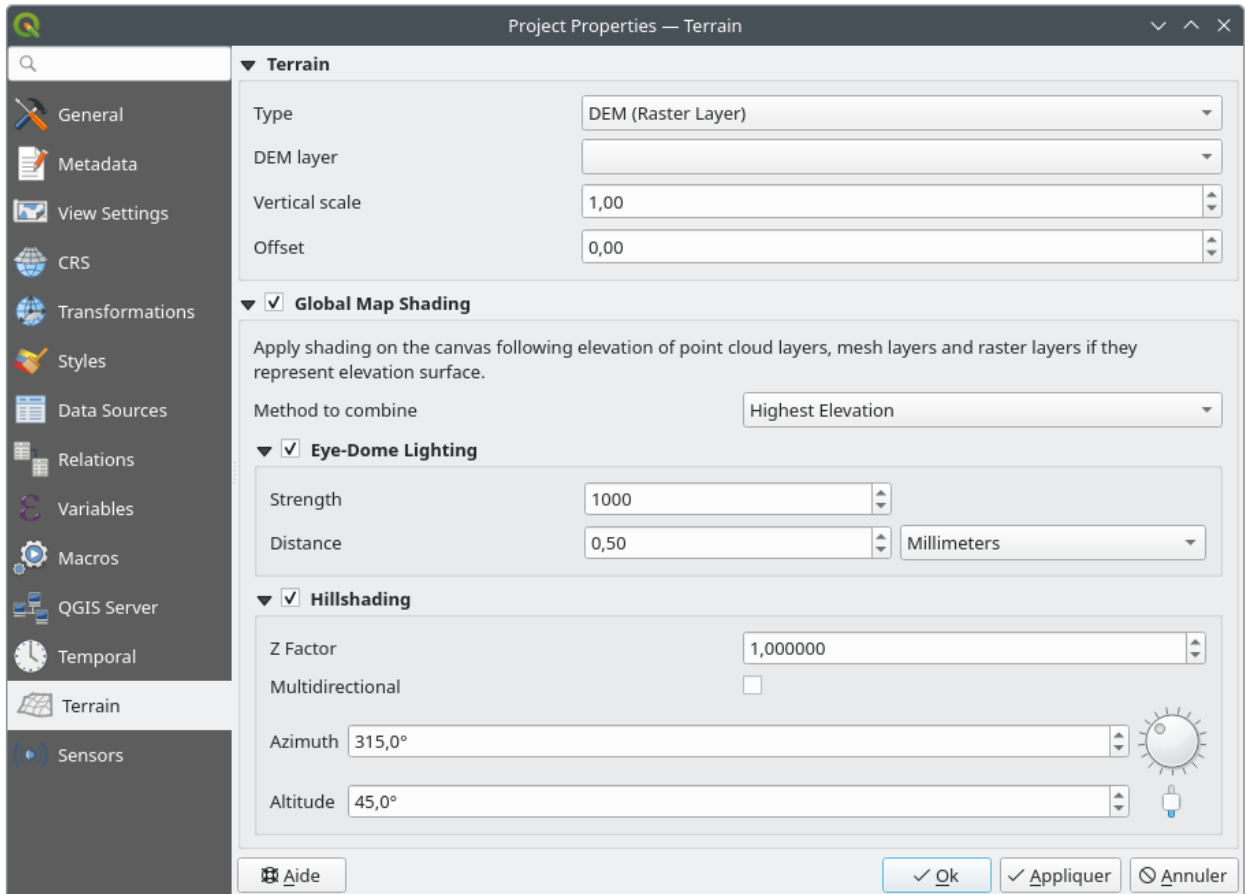 Project Properties — Terrain
Terrain
General
Type DEM (Raster Layer)
Metadata
DEM layer
View Settings
Vertical scale 1,00
CRS
Offset 0,00
Transformations
Global Map Shading
Styles
Apply shading on the canvas following elevation of point cloud layers, mesh layers and raster layers if they
represent elevation surface.
Data Sources
Method to combine Highest Elevation
Relations
Eye-Dome Lighting
Variables
Strength 1000
Macros
Distance 0,50 Millimeters
QGIS Server
Hillshading
Temporal
Z Factor 1,000000
Terrain
Multidirectional
Sensors
Azimuth 315,0°
Altitude 45,0°
Aide Ok Appliquer Annuler